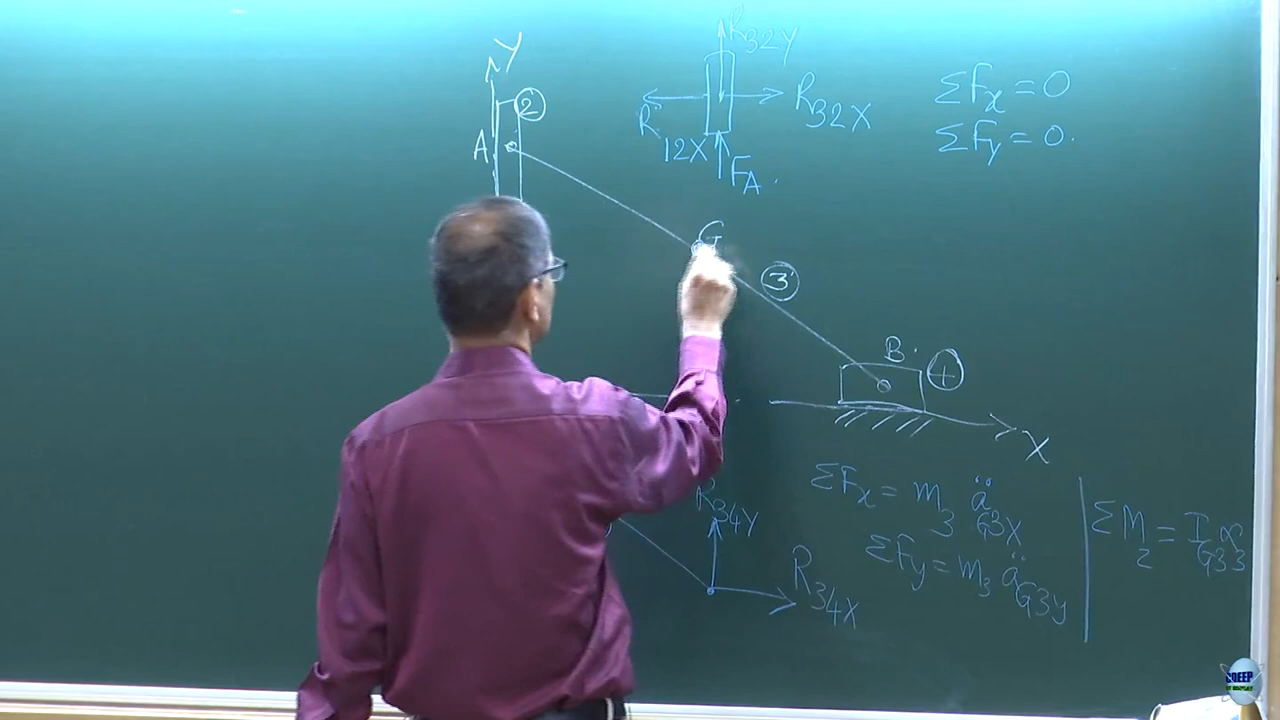 Y
2
A
G
3
B.
4
X
R32Y
R32X
R12X
FA.
ΣFx = 0
ΣFy = 0.
R34Y
R34X
ΣFx = m3 äG3X
ΣFy = m3 äG3y
ΣM2 = IG3 α3